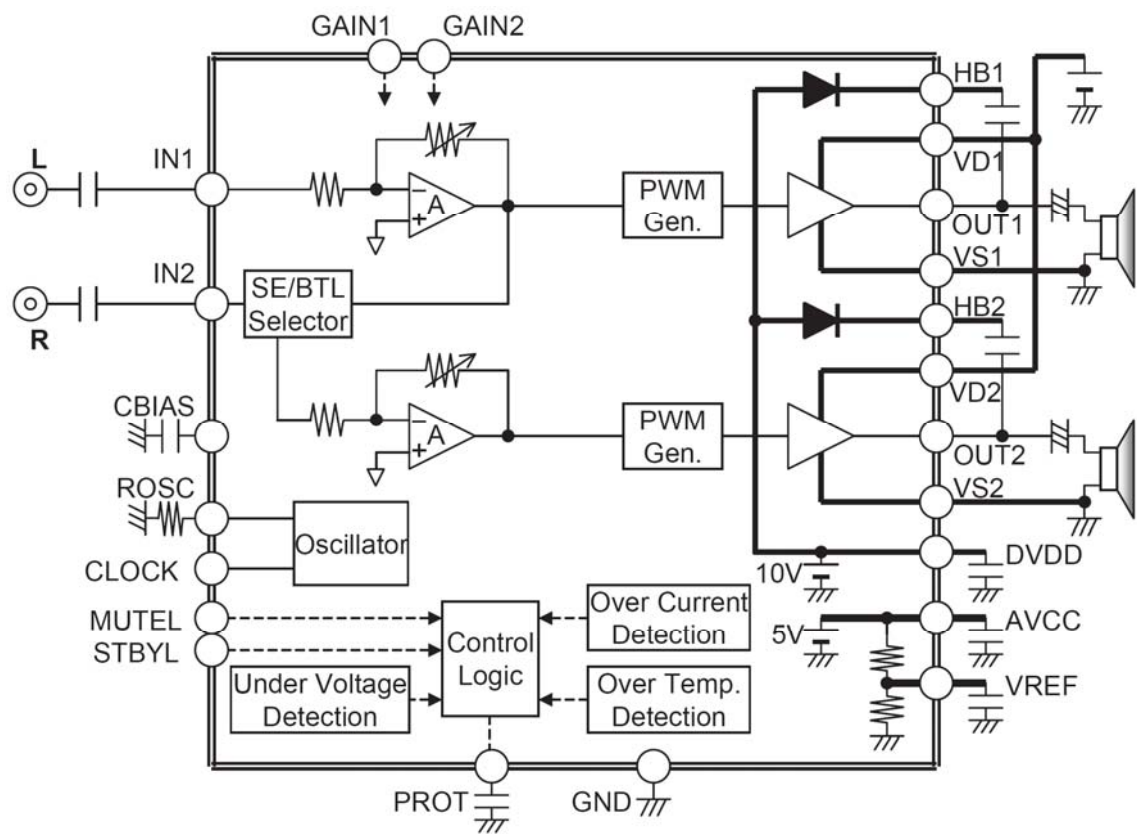 GAIN1
GAIN2
HB1
L
IN1
VD1
A
PWM
Gen.
OUT1
VS1
IN2
SE/BTL
Selector
HB2
R
VD2
CBIAS
A
PWM
Gen.
OUT2
VS2
ROSC
Oscillator
CLOCK
10V
DVDD
MUTEL
STBYL
Control
Logic
Over Current
Detection
5V
AVCC
Under Voltage
Detection
Over Temp.
Detection
VREF
PROT
GND